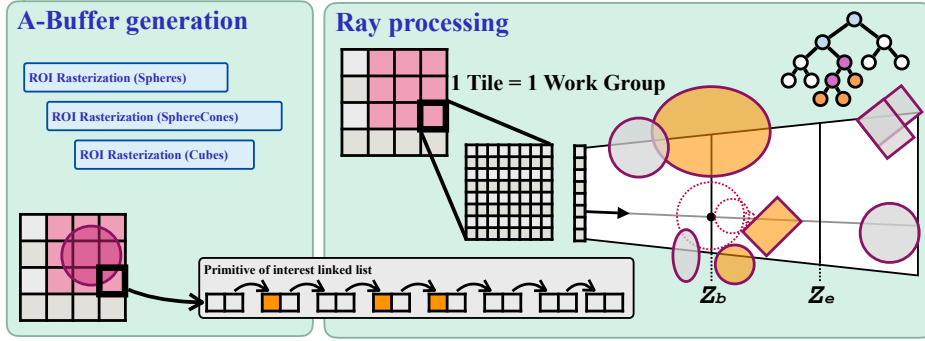 A-Buffer generation
ROI Rasterization (Spheres)
ROI Rasterization (SphereCones)
ROI Rasterization (Cubes)
Ray processing
1 Tile = 1 Work Group
Zb
Ze
Primitive of interest linked list